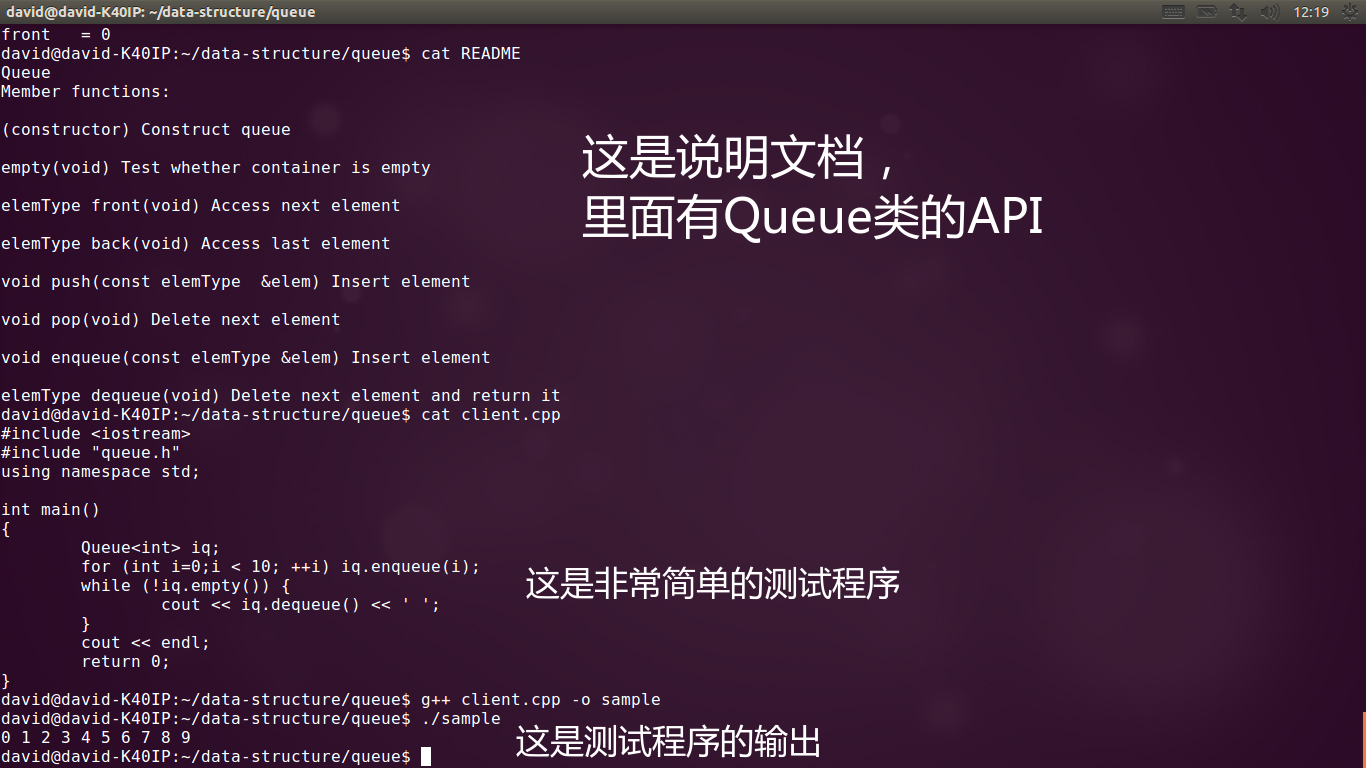 david@david-K40IP: ~/data-structure/queue
12:19
front   = 0
david@david-K40IP:~/data-structure/queue$ cat README
Queue
Member functions:
(constructor) Construct queue
empty(void) Test whether container is empty
elemType front(void) Access next element
elemType back(void) Access last element
void push(const elemType  &elem) Insert element
void pop(void) Delete next element
void enqueue(const elemType &elem) Insert element
elemType dequeue(void) Delete next element and return it
这是说明文档，
里面有Queue类的API
david@david-K40IP:~/data-structure/queue$ cat client.cpp
#include <iostream>
#include "queue.h"
using namespace std;
int main()
{
        Queue<int> iq;
        for (int i=0;i < 10; ++i) iq.enqueue(i);
        while (!iq.empty()) {
                cout << iq.dequeue() << ' ';
        }
        cout << endl;
        return 0;
}
这是非常简单的测试程序
david@david-K40IP:~/data-structure/queue$ g++ client.cpp -o sample
david@david-K40IP:~/data-structure/queue$ ./sample
0 1 2 3 4 5 6 7 8 9
这是测试程序的输出
david@david-K40IP:~/data-structure/queue$